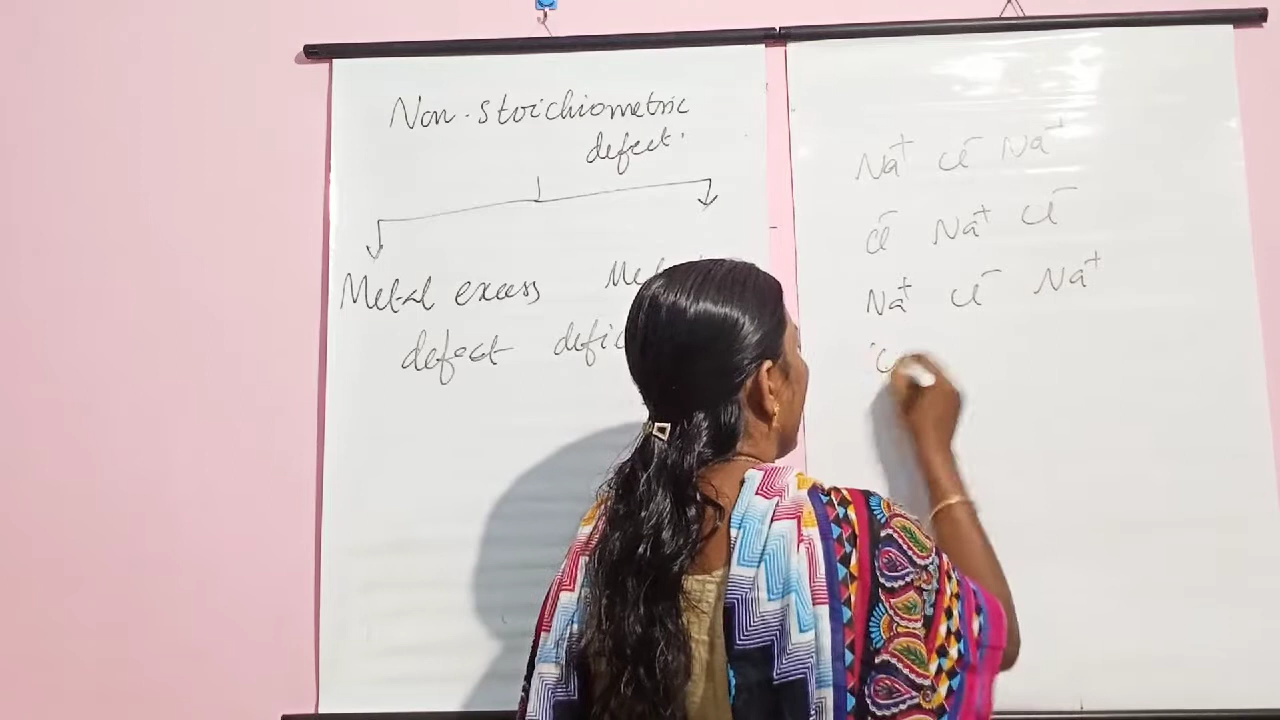 Non-stoichiometric
defect.
Metal excess
defect
Na⁺ Cl⁻ Na⁺
Cl⁻ Na⁺ Cl⁻
Na⁺ Cl⁻ Na⁺